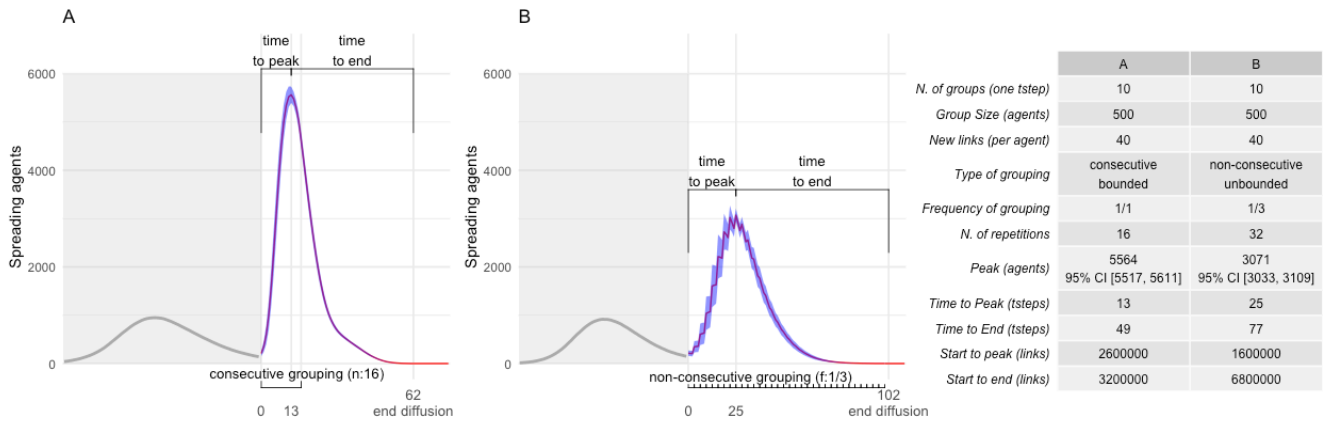 A
time
to peak
time
to end
6000
4000
2000
0
Spreading agents
consecutive grouping (n:16)
62
0
13
end diffusion
B
time
to peak
time
to end
6000
4000
2000
0
Spreading agents
non-consecutive grouping (f:1/3)
102
0
25
end diffusion
A B
N. of groups (one tstep) 10 10
Group Size (agents) 500 500
New links (per agent) 40 40
Type of grouping consecutive bounded non-consecutive unbounded
Frequency of grouping 1/1 1/3
N. of repetitions 16 32
Peak (agents) 5564 95% CI [5517, 5611] 3071 95% CI [3033, 3109]
Time to Peak (tsteps) 13 25
Time to End (tsteps) 49 77
Start to peak (links) 2600000 1600000
Start to end (links) 3200000 6800000